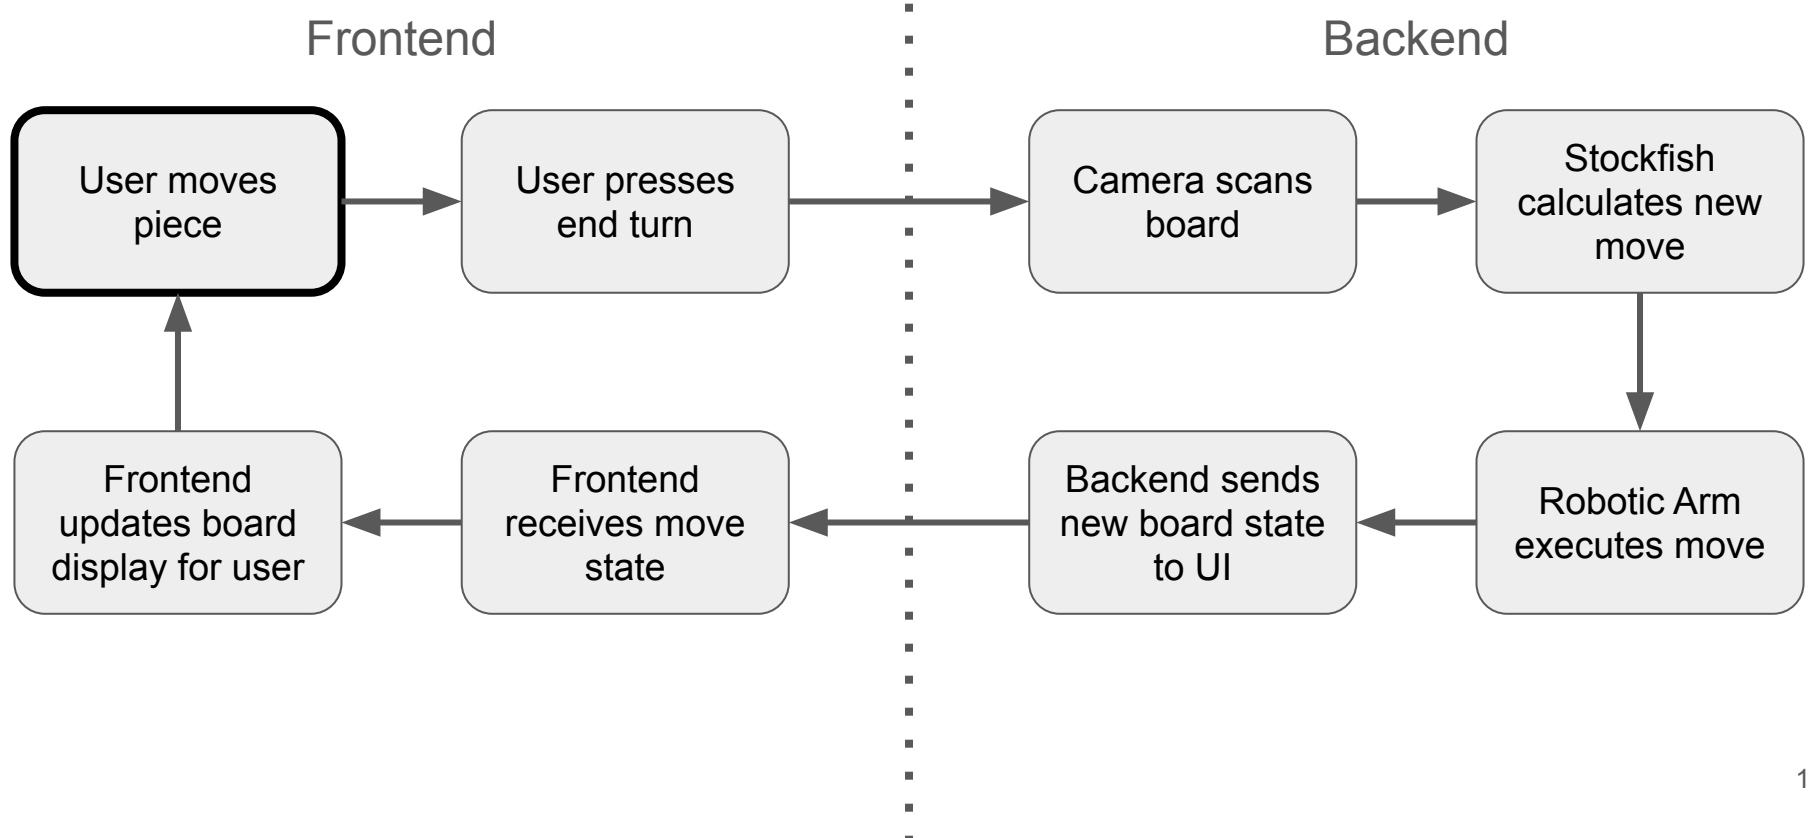 Frontend
Backend
User moves
piece
User presses
end turn
Camera scans
board
Stockfish
calculates new
move
Frontend
updates board
display for user
Frontend
receives move
state
Backend sends
new board state
to UI
Robotic Arm
executes move
1